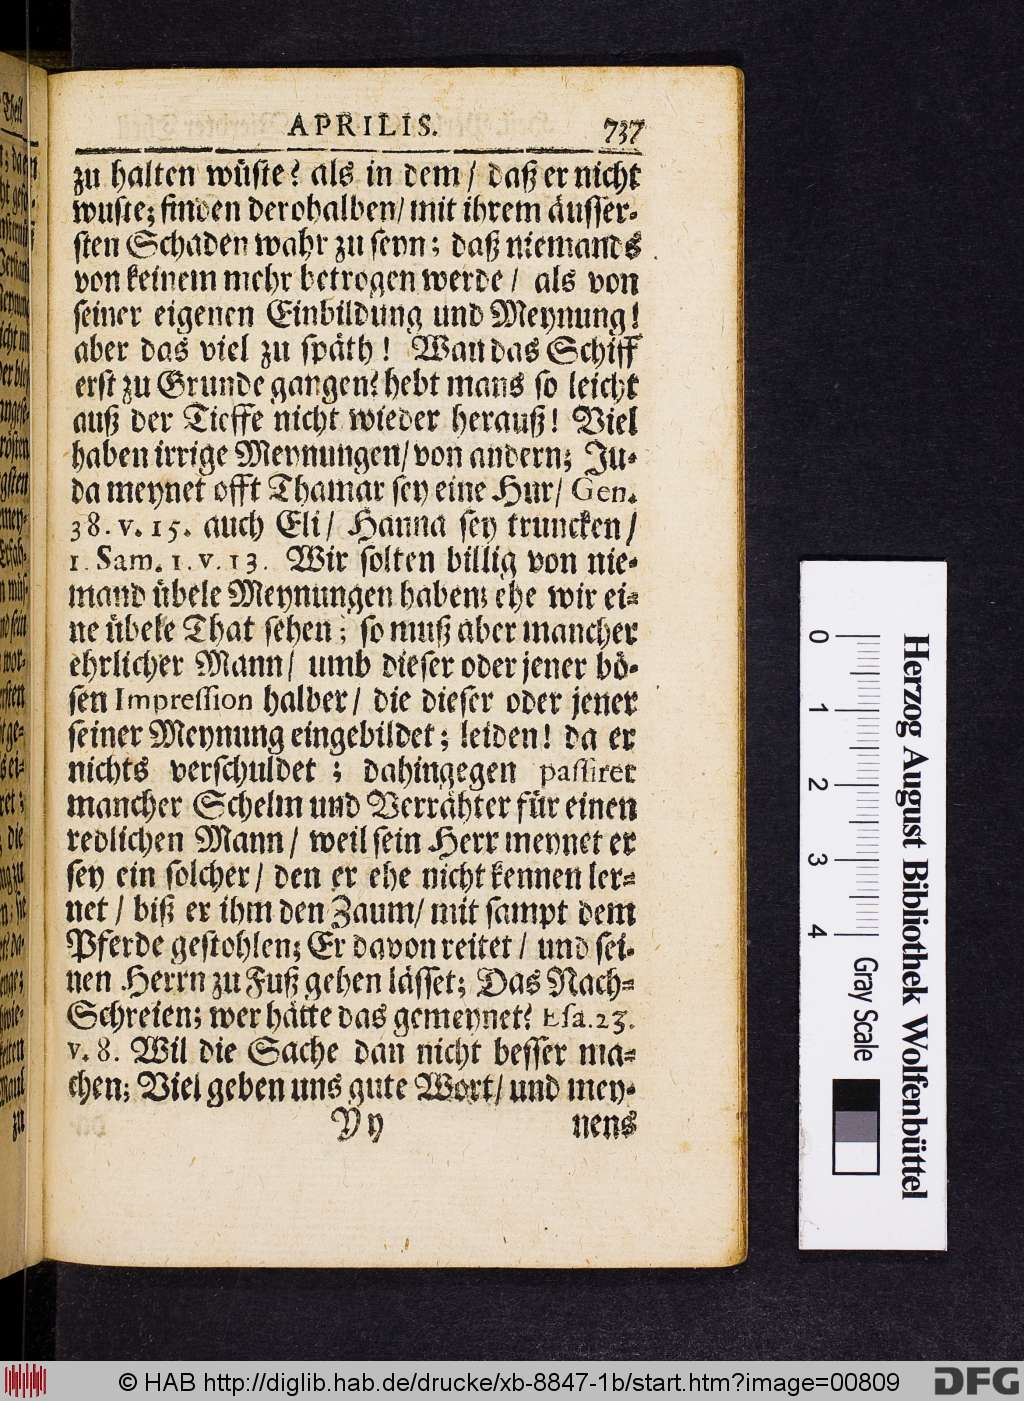 APRILIS. 737
zu halten wüste? als in dem / daß er nicht
wuste; finden derohalben / mit ihrem äusser-
sten Schaden wahr zu seyn; daß niemands
von keinem mehr betrogen werde / als von
seiner eigenen Einbildung und Meynung!
aber das viel zu späth! Wan das Schiff
erst zu Grunde gangen? hebt mans so leicht
auß der Tieffe nicht wieder herauß! Viel
haben irrige Meynungen / von andern; Ju-
da meynet offt Thamar sey eine Hur / Gen.
38. v. 15. auch Eli / Hanna sey truncken /
1. Sam. 1. v. 13. Wir solten billig von nie-
mand übele Meynungen haben; ehe wir ei-
ne übele That sehen; so muß aber mancher
ehrlicher Mann / umb dieser oder jener bö-
sen Impression halber / die dieser oder jener
seiner Meynung eingebildet; leiden! da er
nichts verschuldet; dahingegen passiret
mancher Schelm und Verrähter für einen
redlichen Mann / weil sein Herr meynet er
sey ein solcher / den er ehe nicht kennen ler-
net / biß er ihm den Zaum / mit sampt dem
Pferde gestohlen; Er davon reitet / und sei-
nen Herrn zu Fuß gehen lässet; Das Nach-
Schreien; wer hätte das gemeynet? Esa. 23.
v. 8. Wil die Sache dan nicht besser ma-
chen; Viel geben uns gute Wort / und mey-
Yy nens
Herzog August Bibliothek Wolfenbüttel
0 1 2 3 4 Gray Scale
© HAB http://diglib.hab.de/drucke/xb-8847-1b/start.htm?image=00809
DFG